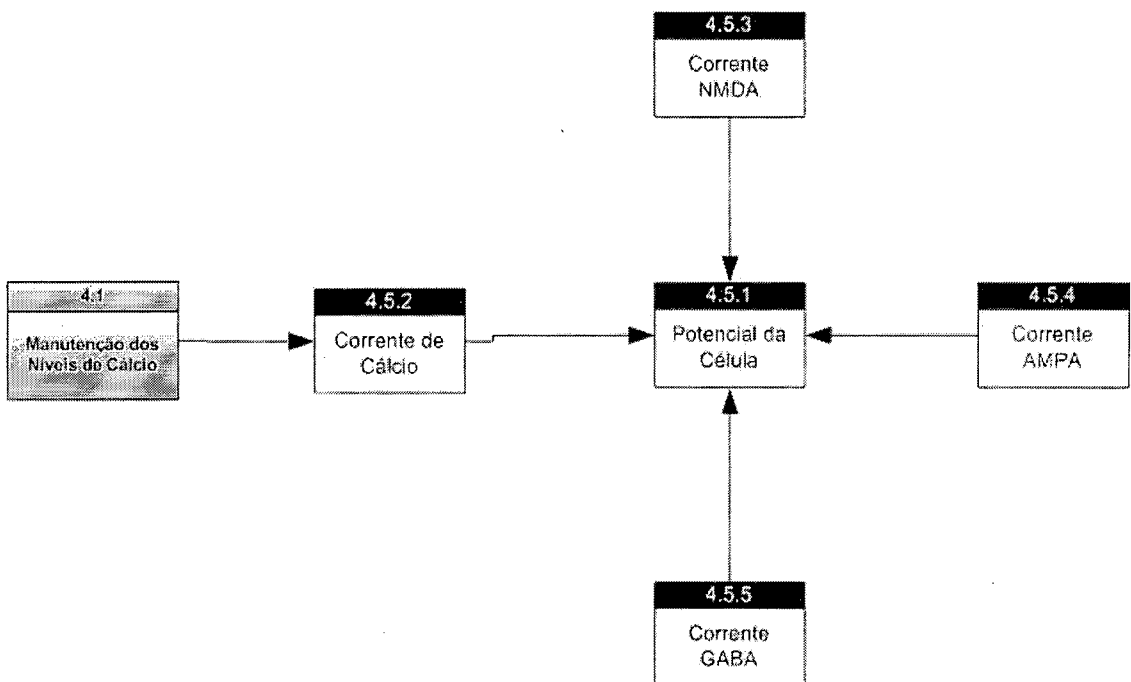 4.5.3
Corrente
NMDA
4.1
Manutenção dos
Níveis de Cálcio
4.5.2
Corrente de
Cálcio
4.5.1
Potencial da
Célula
4.5.4
Corrente
AMPA
4.5.5
Corrente
GABA